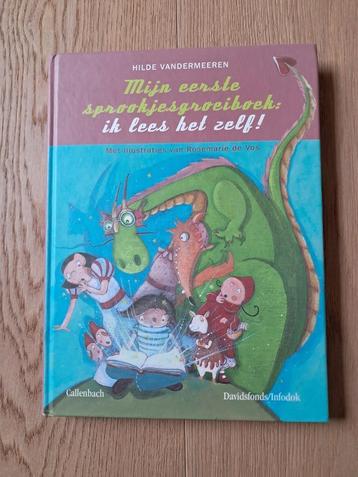 HILDE VANDERMEEREN
Mijn eerste
sprookjesgroeiboek:
ik lees het zelf!
Met illustraties van Rosemarie de Vos
Callenbach
Davidsfonds/Infodok